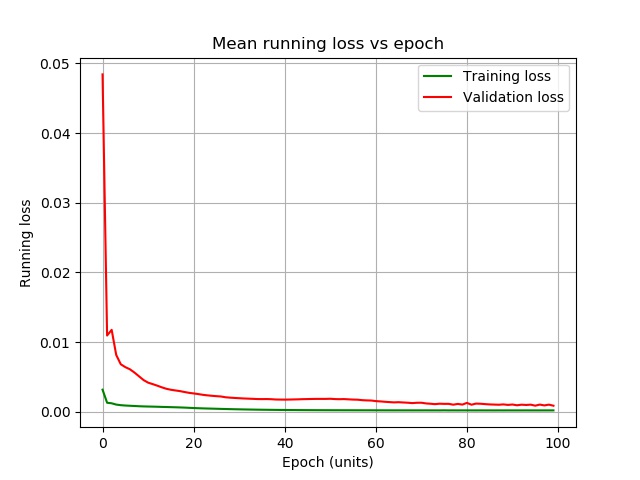 Mean running loss vs epoch
0.05
0.04
0.03
0.02
0.01
0.00
Running loss
Training loss
Validation loss
0 20 40 60 80 100
Epoch (units)